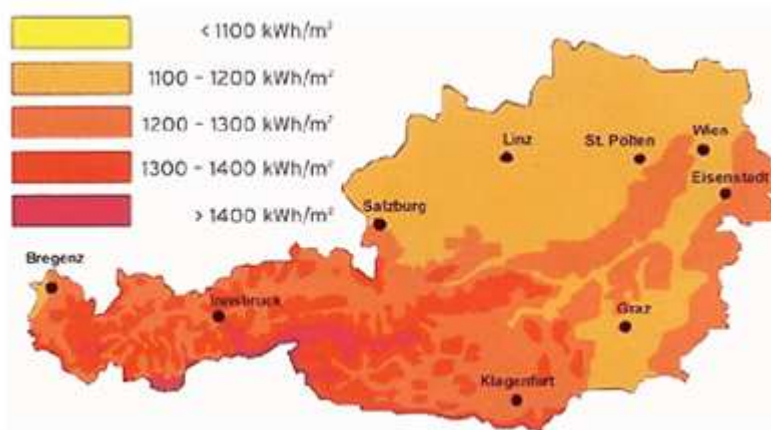 < 1100 kWh/m²
1100 - 1200 kWh/m²
1200 - 1300 kWh/m²
1300 - 1400 kWh/m²
> 1400 kWh/m²
Linz
St. Pölten
Wien
Eisenstadt
Salzburg
Bregenz
Innsbruck
Graz
Klagenfurt